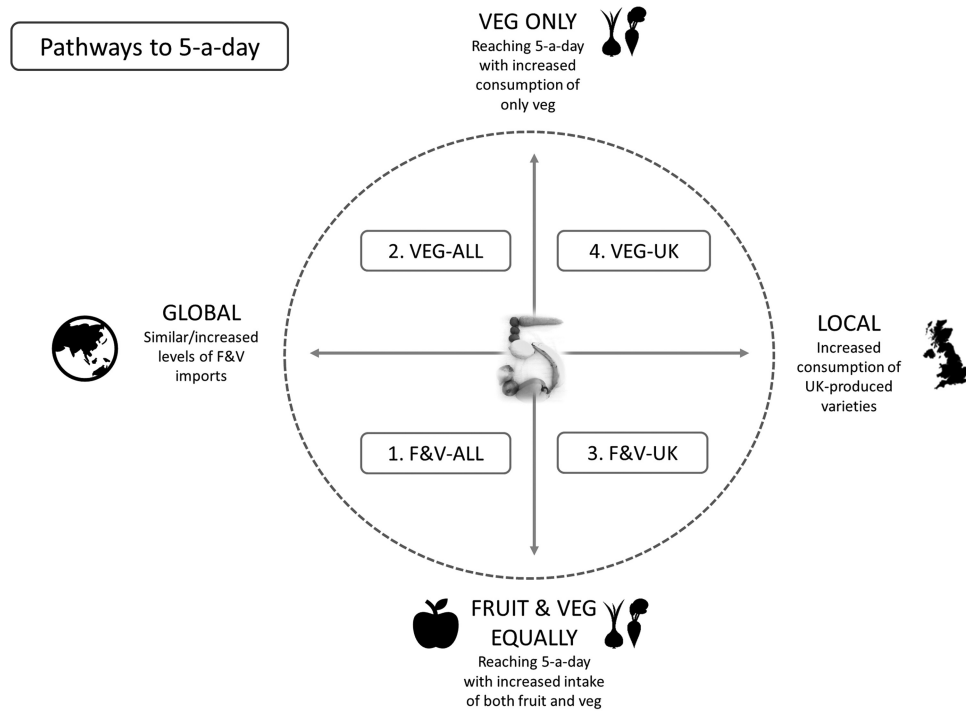 Pathways to 5-a-day
VEG ONLY
Reaching 5-a-day
with increased
consumption of
only veg
2. VEG-ALL
4. VEG-UK
GLOBAL
Similar/increased
levels of F&V
imports
LOCAL
Increased
consumption of
UK-produced
varieties
1. F&V-ALL
3. F&V-UK
FRUIT & VEG
EQUALLY
Reaching 5-a-day
with increased intake
of both fruit and veg